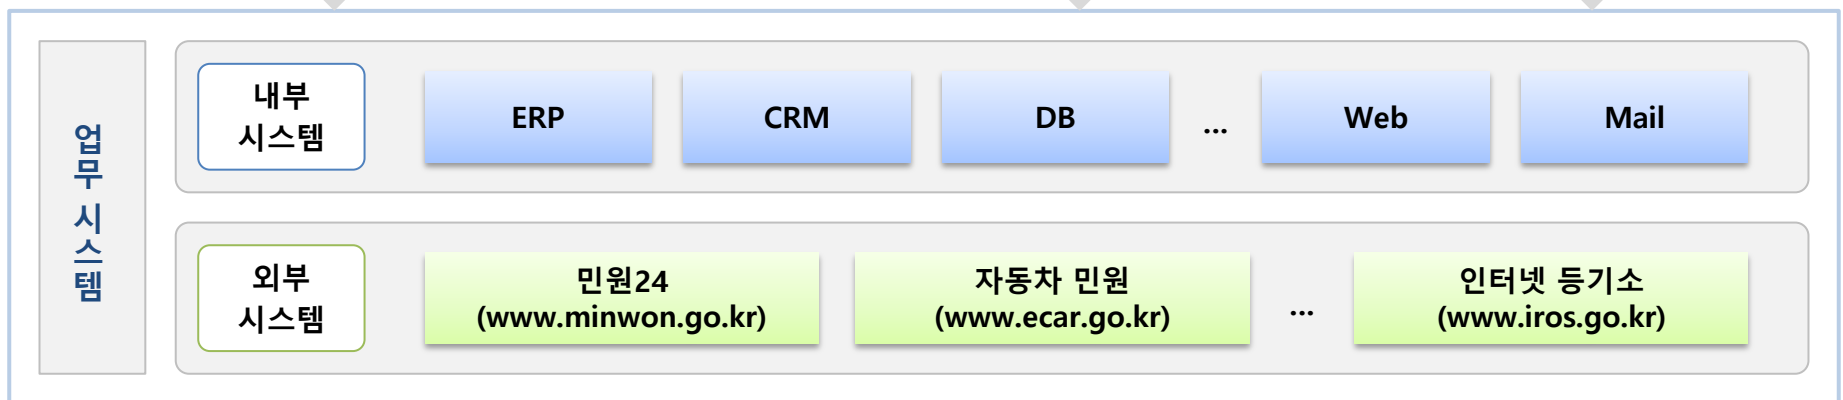 업무 시스템
내부
시스템
ERP
CRM
DB
...
Web
Mail
외부
시스템
민원24
(www.minwon.go.kr)
자동차 민원
(www.ecar.go.kr)
...
인터넷 등기소
(www.iros.go.kr)